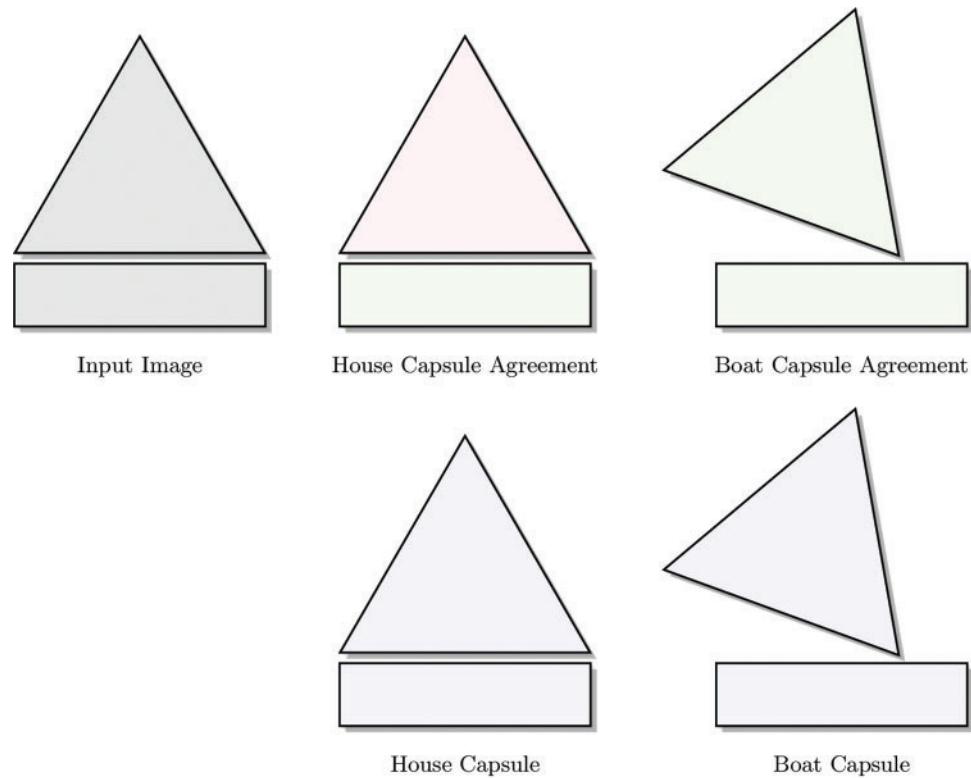 Input Image
House Capsule Agreement
Boat Capsule Agreement
House Capsule
Boat Capsule